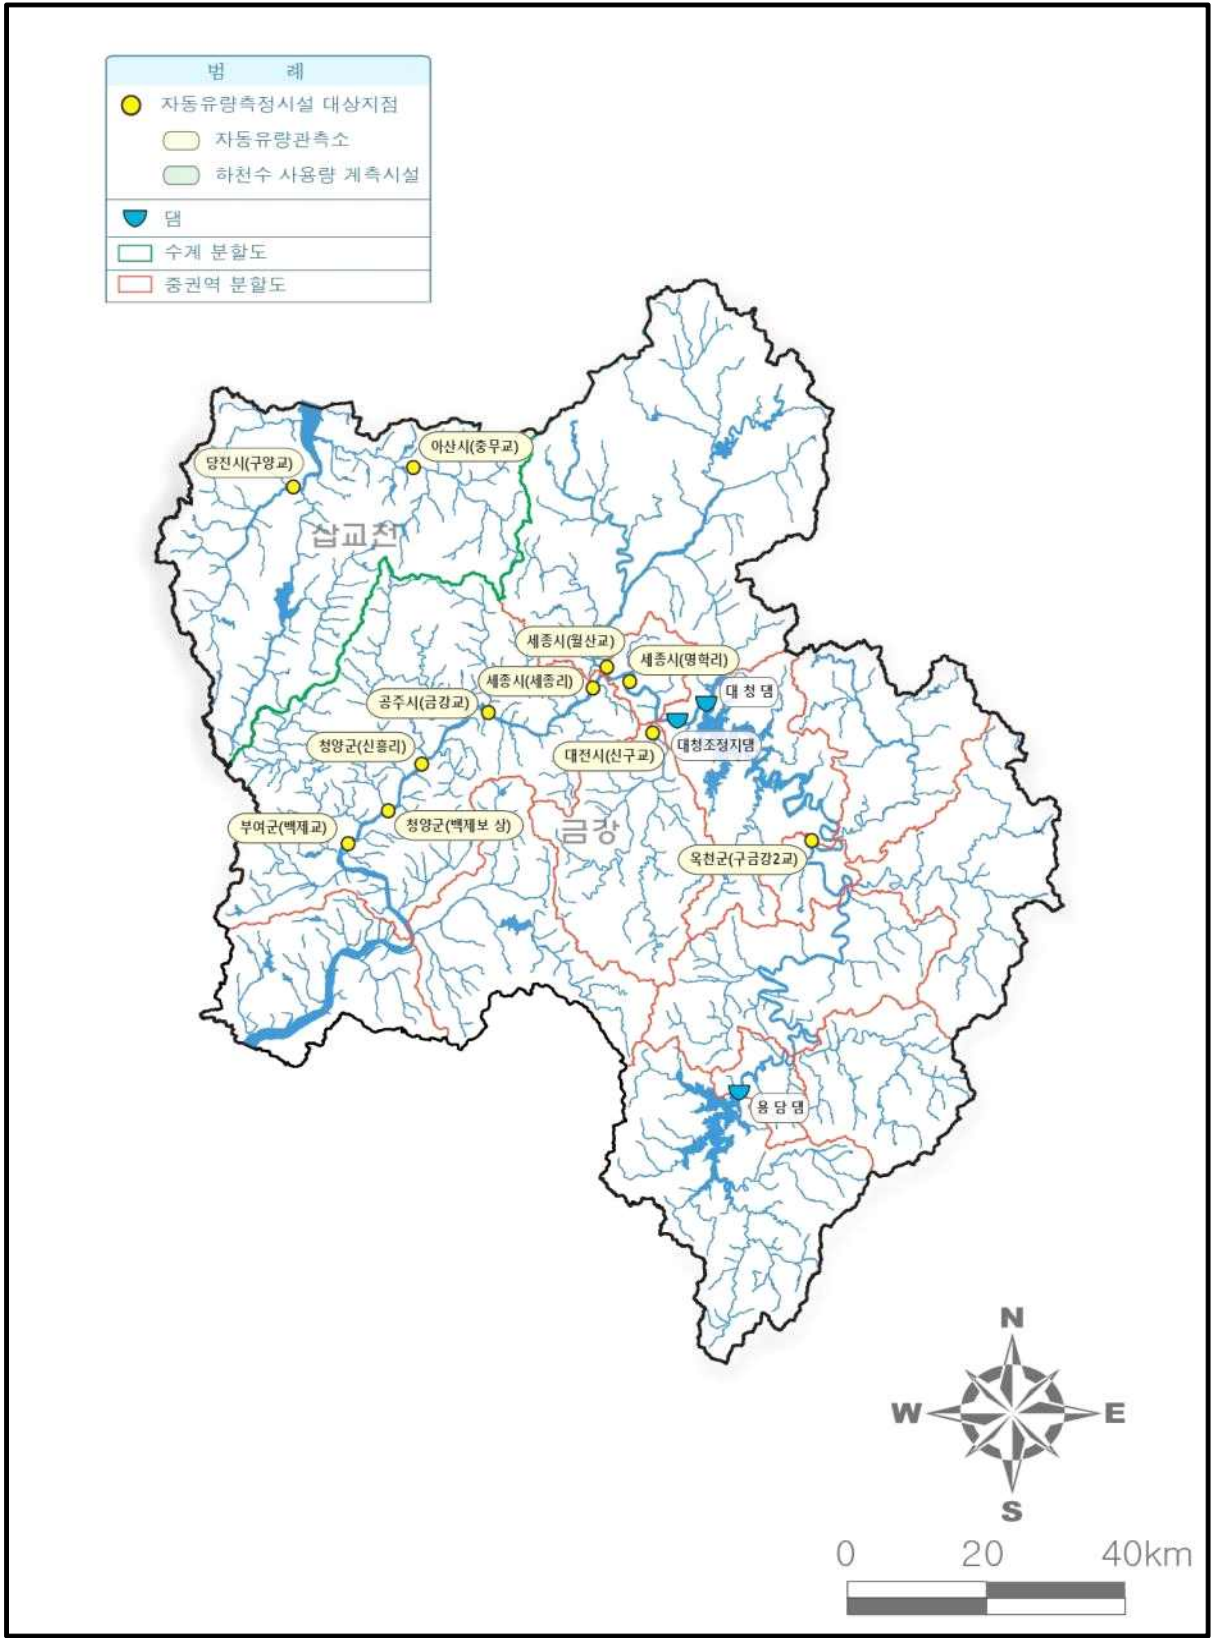 범 례
자동유량측정시설 대상지점
자동유량관측소
하천수 사용량 계측시설
댐
수계 분할도
중권역 분할도
아산시(충무교)
당진시(구양교)
삽교천
세종시(월산교)
세종시(명학리)
세종시(세종리)
대 청 댐
공주시(금강교)
청양군(신흥리)
대전시(신구교)
대청조정지댐
부여군(백제교)
청양군(백제보 상)
금강
옥천군(구금강2교)
용 담 댐
N
W E
S
0 20 40km